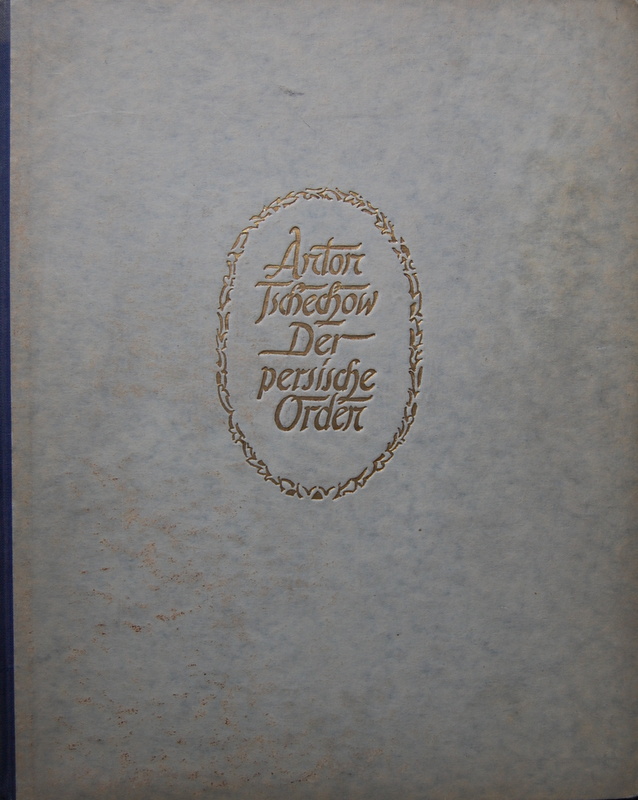 Anton
Tschechow
Der
persische
Orden